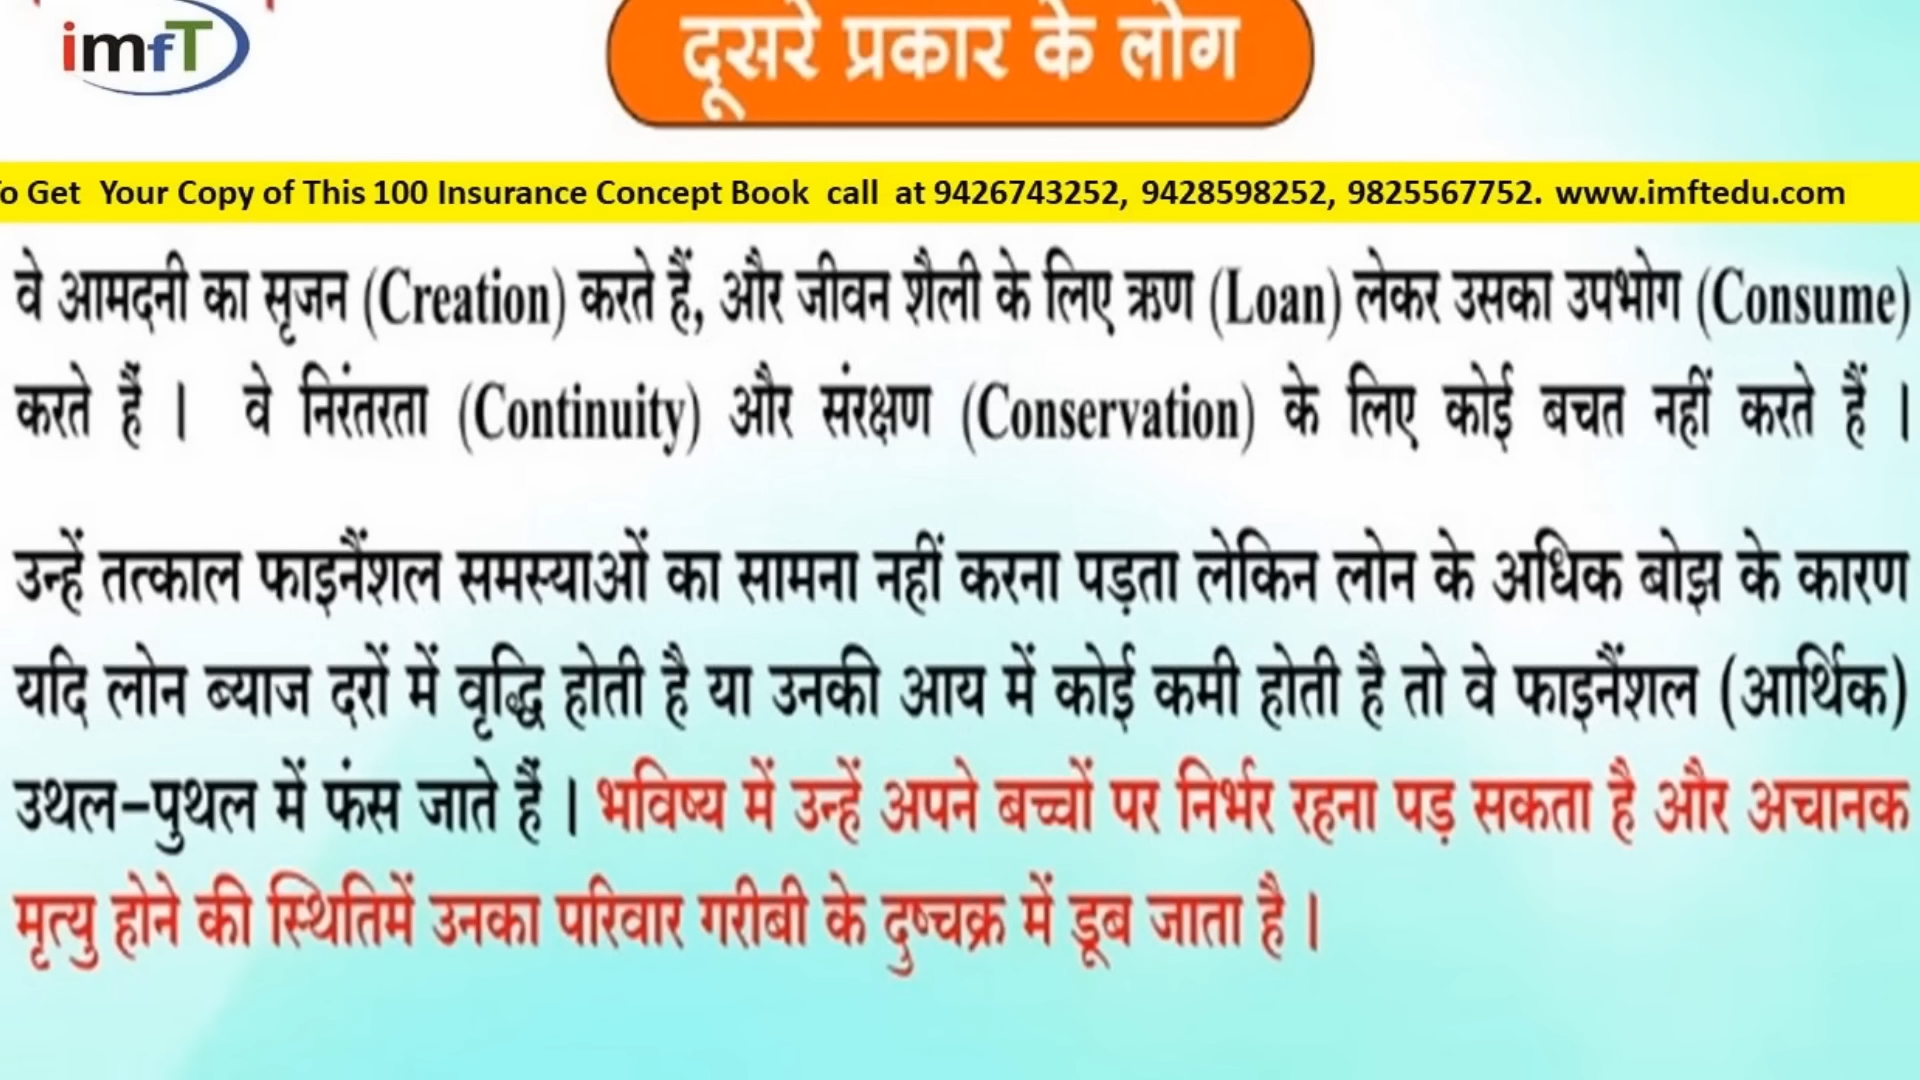 imfT
दूसरे प्रकार के लोग
o Get Your Copy of This 100 Insurance Concept Book call at 9426743252, 9428598252, 9825567752. www.imftedu.com
वे आमदनी का सृजन (Creation) करते हैं, और जीवन शैली के लिए ऋण (Loan) लेकर उसका उपभोग (Consume)
करते हैं । वे निरंतरता (Continuity) और संरक्षण (Conservation) के लिए कोई बचत नहीं करते हैं ।
उन्हें तत्काल फाइनैंशल समस्याओं का सामना नहीं करना पड़ता लेकिन लोन के अधिक बोझ के कारण
यदि लोन ब्याज दरों में वृद्धि होती है या उनकी आय में कोई कमी होती है तो वे फाइनैंशल (आर्थिक)
उथल-पुथल में फंस जाते हैं । भविष्य में उन्हें अपने बच्चों पर निर्भर रहना पड़ सकता है और अचानक
मृत्यु होने की स्थितिमें उनका परिवार गरीबी के दुष्चक्र में डूब जाता है ।